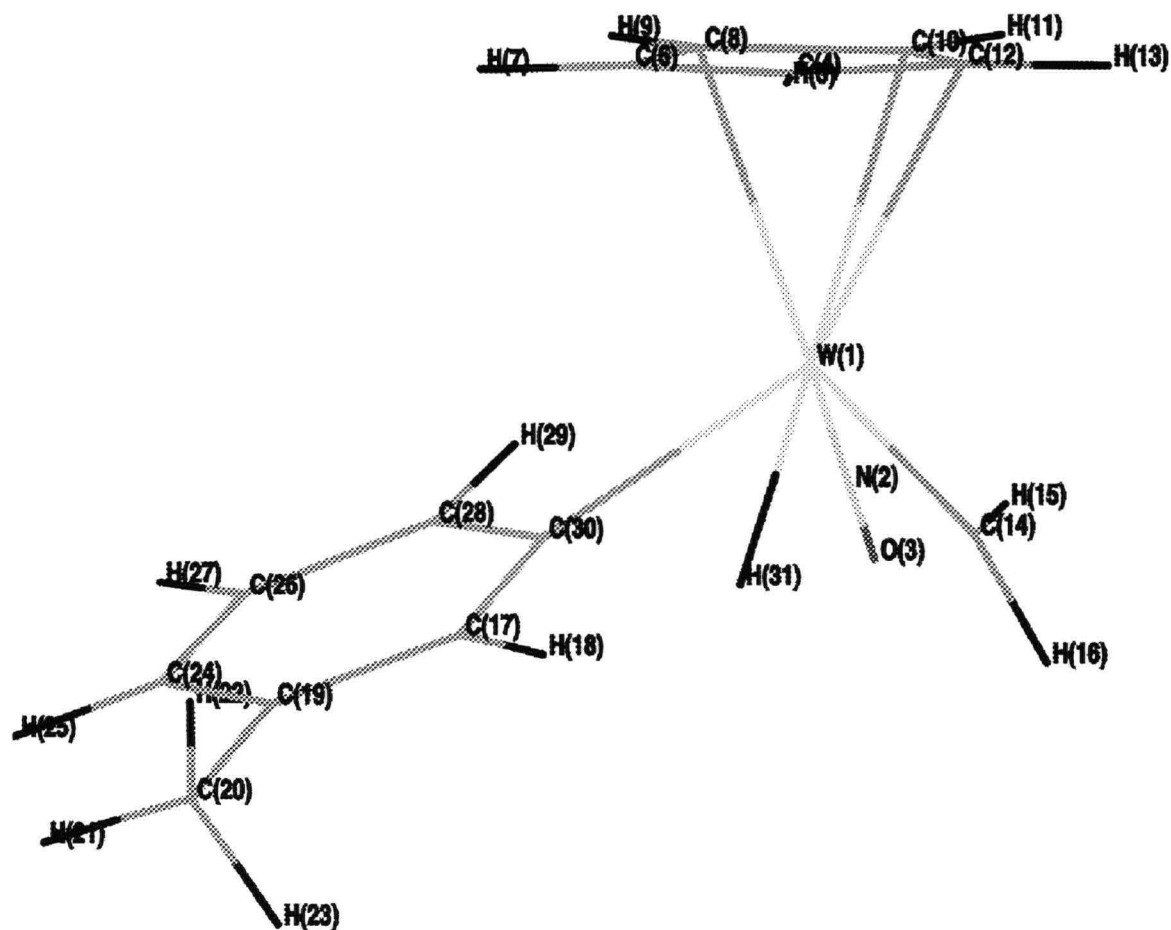 H(9)
C(8)
C(10)
H(11)
H(7)
C(6)
C(4)
C(12)
H(13)
W(1)
H(29)
N(2)
H(15)
C(28)
C(30)
C(14)
O(3)
H(27)
C(26)
H(31)
C(17)
H(18)
H(16)
C(24)
H(22)
C(19)
H(25)
C(20)
H(21)
H(23)